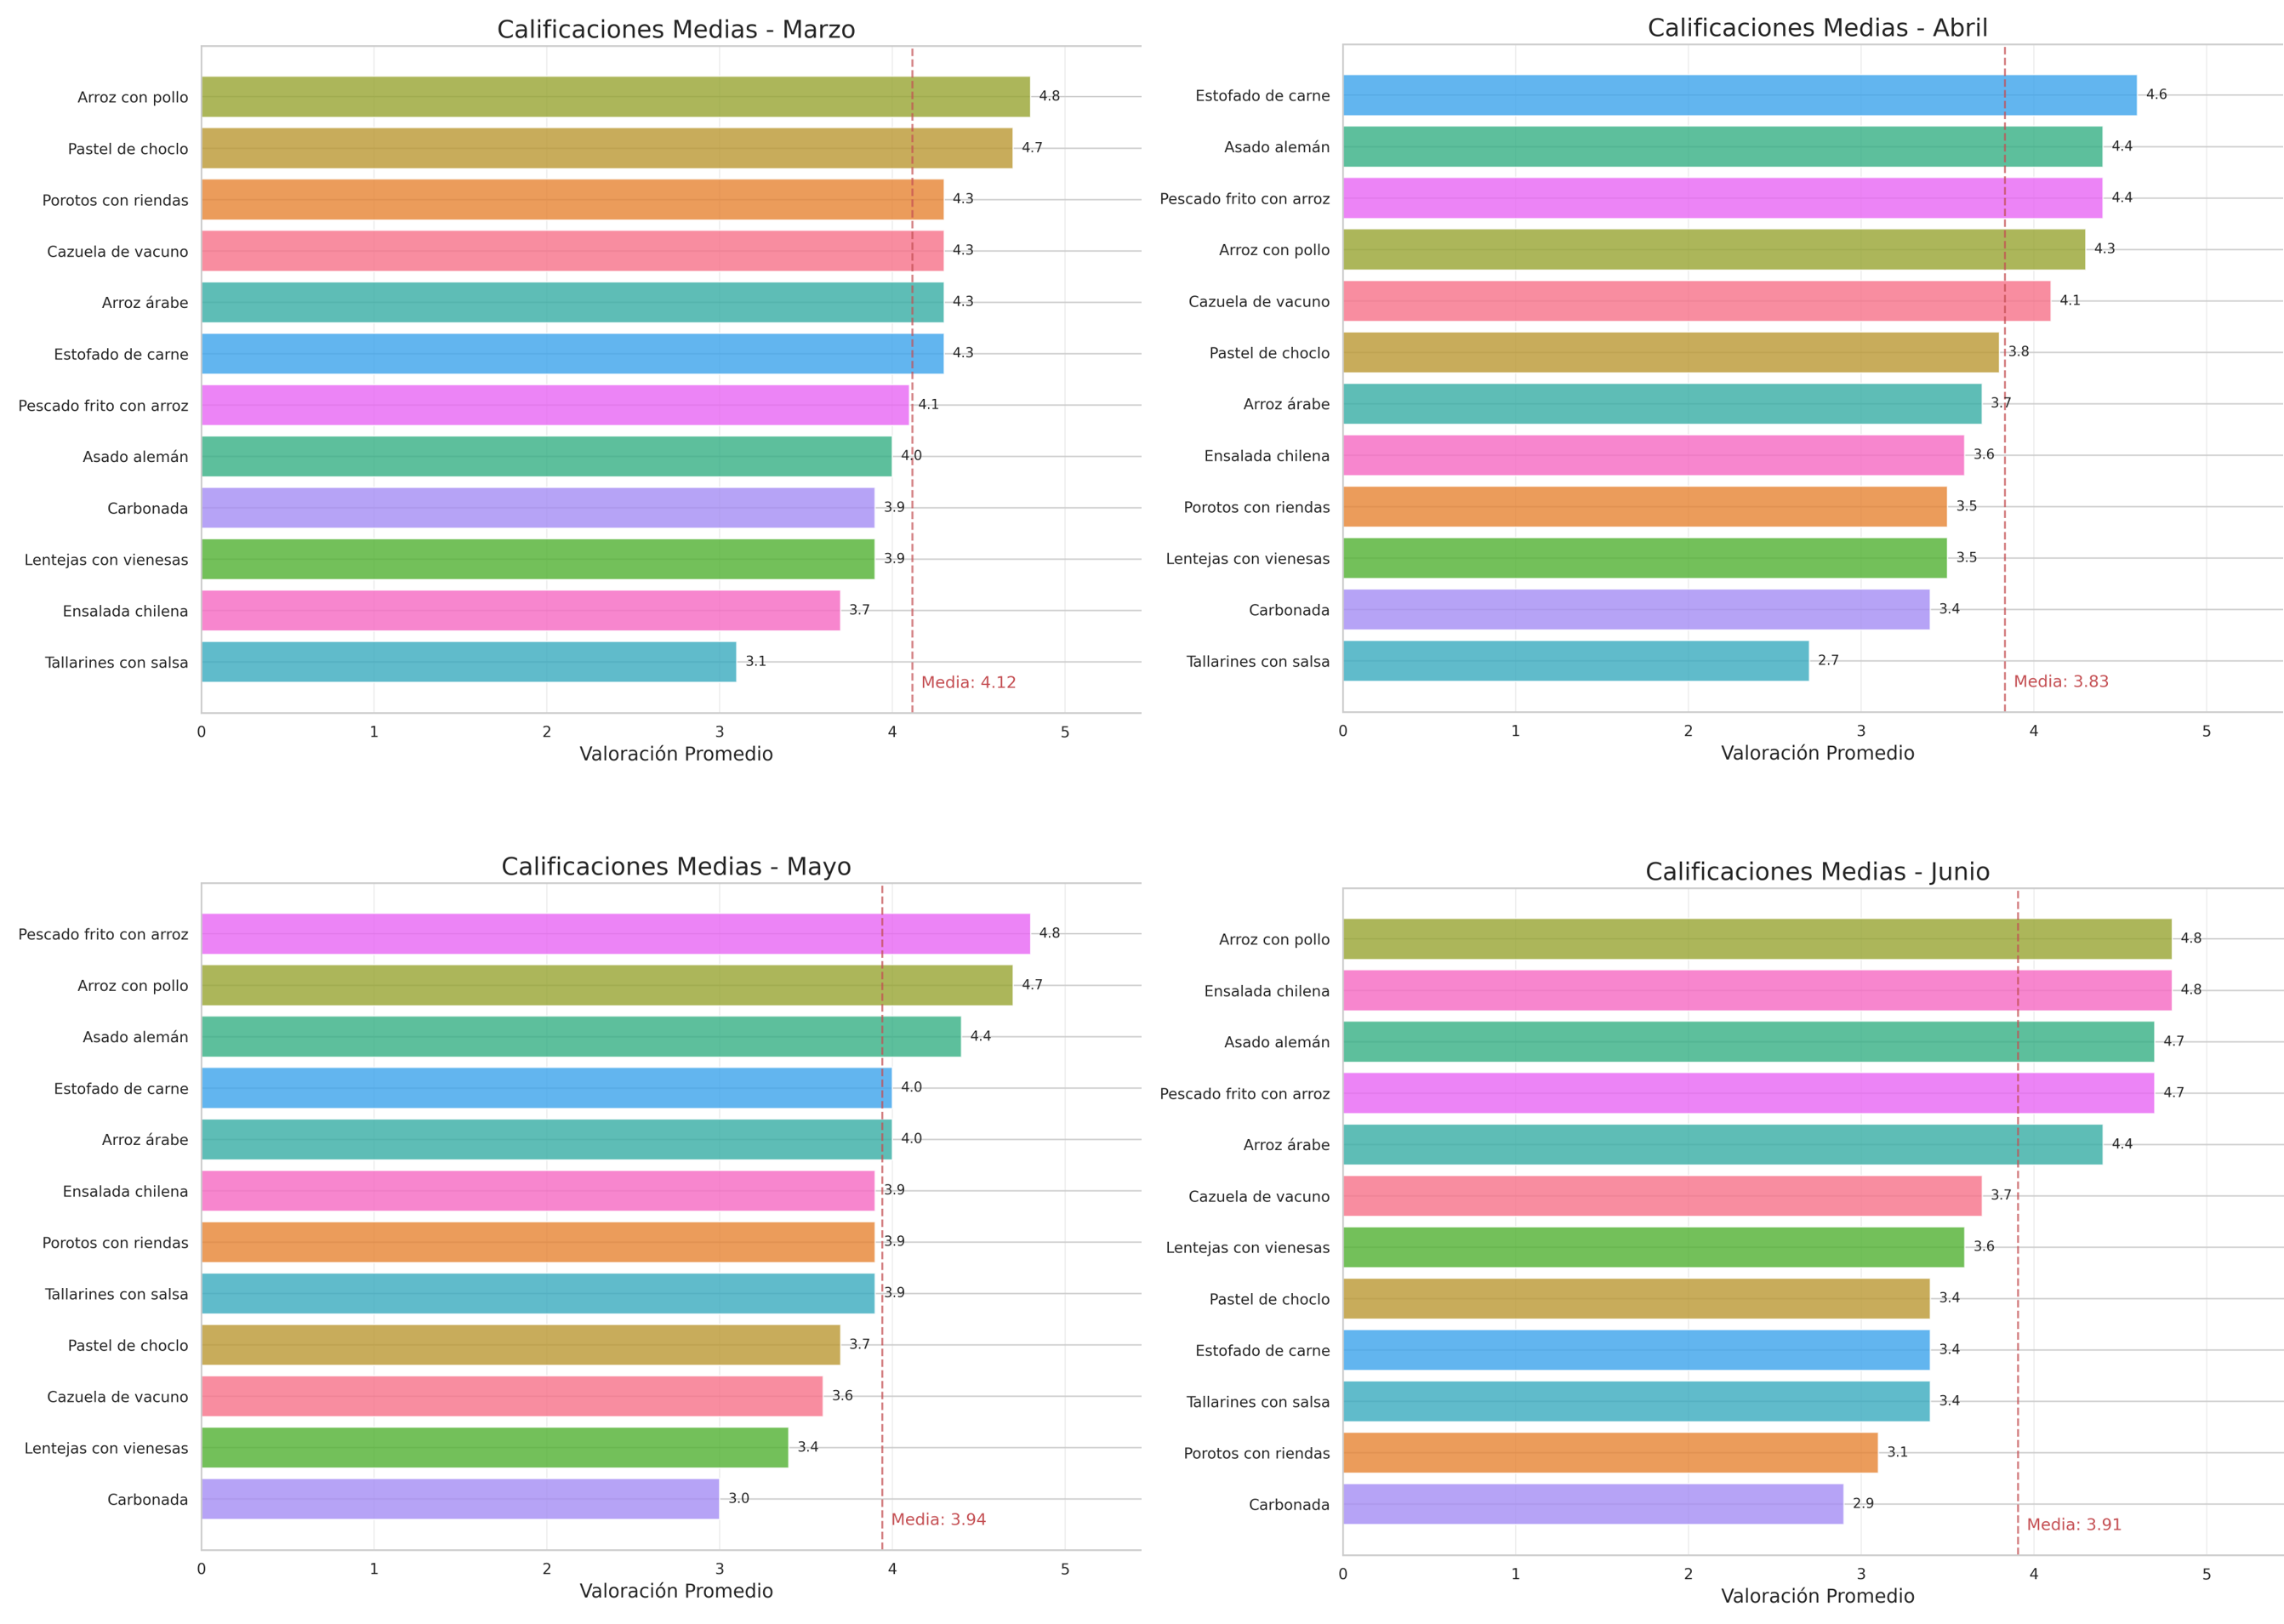 Calificaciones Medias - Marzo
Arroz con pollo 4.8
Pastel de choclo 4.7
Porotos con riendas 4.3
Cazuela de vacuno 4.3
Arroz árabe 4.3
Estofado de carne 4.3
Pescado frito con arroz 4.1
Asado alemán 4.0
Carbonada 3.9
Lentejas con vienesas 3.9
Ensalada chilena 3.7
Tallarines con salsa 3.1
Media: 4.12
0 1 2 3 4 5
Valoración Promedio
Calificaciones Medias - Abril
Estofado de carne 4.6
Asado alemán 4.4
Pescado frito con arroz 4.4
Arroz con pollo 4.3
Cazuela de vacuno 4.1
Pastel de choclo 3.8
Arroz árabe 3.7
Ensalada chilena 3.6
Porotos con riendas 3.5
Lentejas con vienesas 3.5
Carbonada 3.4
Tallarines con salsa 2.7
Media: 3.83
0 1 2 3 4 5
Valoración Promedio
Calificaciones Medias - Mayo
Pescado frito con arroz 4.8
Arroz con pollo 4.7
Asado alemán 4.4
Estofado de carne 4.0
Arroz árabe 4.0
Ensalada chilena 3.9
Porotos con riendas 3.9
Tallarines con salsa 3.9
Pastel de choclo 3.7
Cazuela de vacuno 3.6
Lentejas con vienesas 3.4
Carbonada 3.0
Media: 3.94
0 1 2 3 4 5
Valoración Promedio
Calificaciones Medias - Junio
Arroz con pollo 4.8
Ensalada chilena 4.8
Asado alemán 4.7
Pescado frito con arroz 4.7
Arroz árabe 4.4
Cazuela de vacuno 3.7
Lentejas con vienesas 3.6
Pastel de choclo 3.4
Estofado de carne 3.4
Tallarines con salsa 3.4
Porotos con riendas 3.1
Carbonada 2.9
Media: 3.91
0 1 2 3 4 5
Valoración Promedio